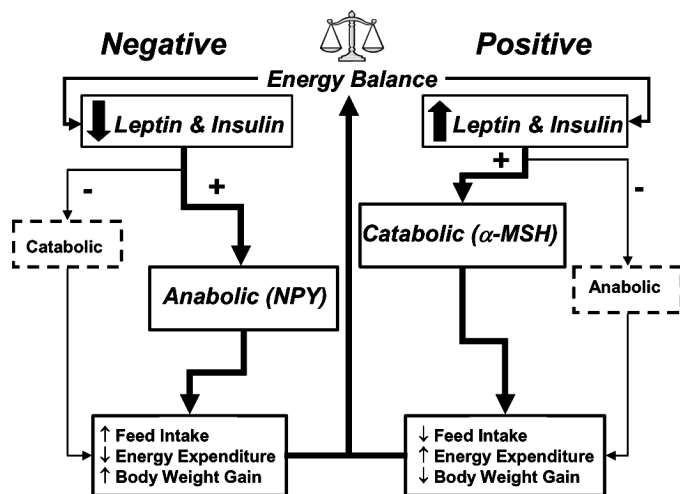 Negative
Positive
Energy Balance
Leptin & Insulin
Leptin & Insulin
-
+
+
-
Catabolic
Catabolic (α-MSH)
Anabolic (NPY)
Anabolic
↑ Feed Intake
↓ Energy Expenditure
↑ Body Weight Gain
↓ Feed Intake
↑ Energy Expenditure
↓ Body Weight Gain